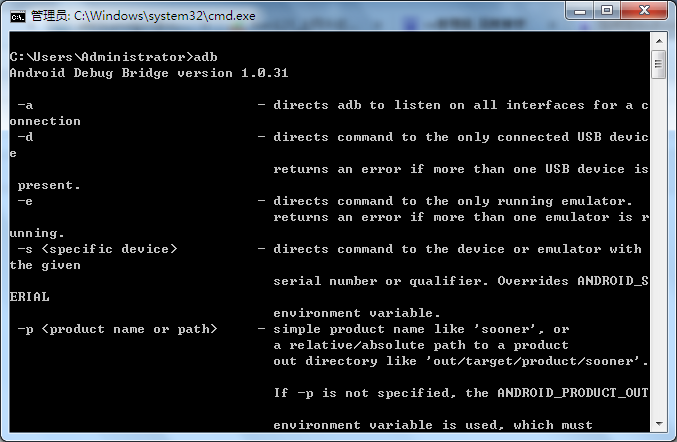 管理员: C:\Windows\system32\cmd.exe
C:\Users\Administrator>adb
Android Debug Bridge version 1.0.31
-a - directs adb to listen on all interfaces for a c
onnection
-d - directs command to the only connected USB devic
e
returns an error if more than one USB device is
present.
-e - directs command to the only running emulator.
returns an error if more than one emulator is r
unning.
-s <specific device> - directs command to the device or emulator with
the given
serial number or qualifier. Overrides ANDROID_S
ERIAL
environment variable.
-p <product name or path> - simple product name like 'sooner', or
a relative/absolute path to a product
out directory like 'out/target/product/sooner'.
If -p is not specified, the ANDROID_PRODUCT_OUT
environment variable is used, which must